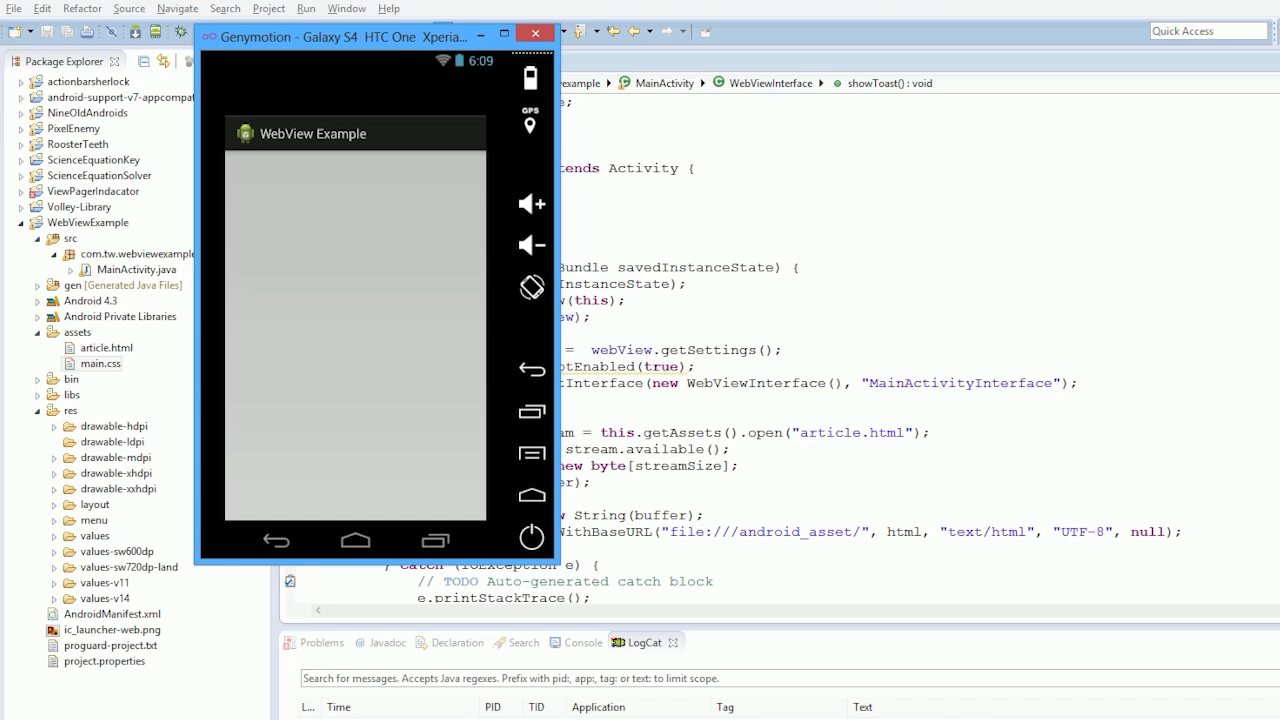 File Edit Refactor Source Navigate Search Project Run Window Help
Genymotion - Galaxy S4 HTC One Xperia...
Quick Access
Package Explorer
6:09
GPS
WebView Example
actionbarsherlock
android-support-v7-appcompat
NineOldAndroids
PixelEnemy
RoosterTeeth
ScienceEquationKey
ScienceEquationSolver
ViewPagerIndacator
Volley-Library
WebViewExample
src
com.tw.webviewexample
MainActivity.java
gen [Generated Java Files]
Android 4.3
Android Private Libraries
assets
article.html
main.css
bin
libs
res
drawable-hdpi
drawable-ldpi
drawable-mdpi
drawable-xhdpi
drawable-xxhdpi
layout
menu
values
values-sw600dp
values-sw720dp-land
values-v11
values-v14
AndroidManifest.xml
ic_launcher-web.png
proguard-project.txt
project.properties
example MainActivity WebViewInterface showToast() : void
e;
tends Activity {
Bundle savedInstanceState) {
InstanceState);
w(this);
ew);
= webView.getSettings();
ptEnabled(true);
tInterface(new WebViewInterface(), "MainActivityInterface");
am = this.getAssets().open("article.html");
stream.available();
new byte[streamSize];
er);
w String(buffer);
WithBaseURL("file:///android_asset/", html, "text/html", "UTF-8", null);
} catch (IOException e) {
// TODO Auto-generated catch block
e.printStackTrace();
Problems Javadoc Declaration Search Console LogCat
Search for messages. Accepts Java regexes. Prefix with pid:, app:, tag: or text: to limit scope.
L... Time PID TID Application Tag Text